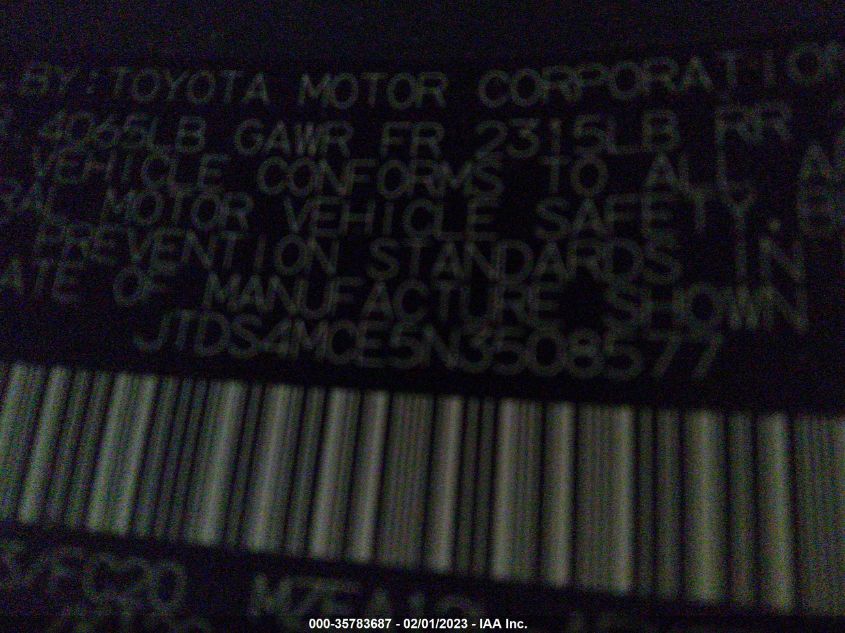 BY:TOYOTA MOTOR CORPORATION
4065LB GAWR FR 2315LB RR
VEHICLE CONFORMS TO ALL
MOTOR VEHICLE SAFETY,
PREVENTION STANDARDS IN
OF MANUFACTURE SHOWN
JTDS4MCE5N3508577
000-35783687 - 02/01/2023 - IAA Inc.